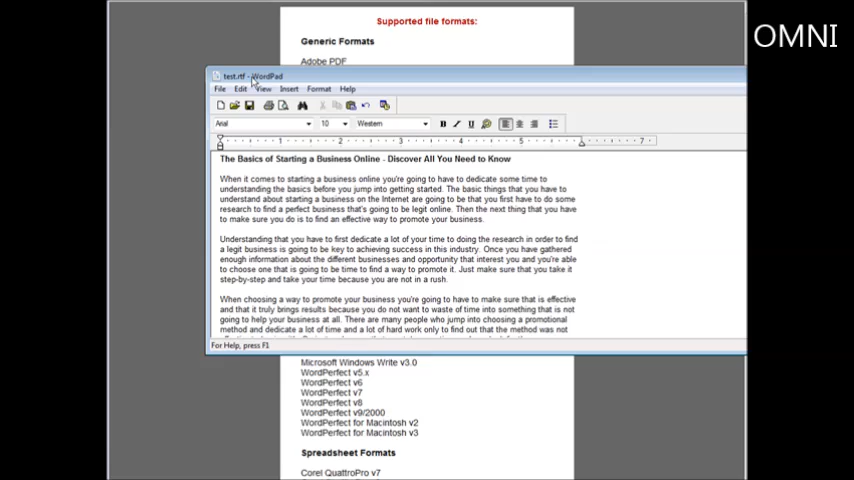 Supported file formats:
OMNI
Generic Formats
Adobe PDF
test.rtf - WordPad
File Edit View Insert Format Help
Arial 10 Western B I U
1 2 3 4 5 7
The Basics of Starting a Business Online - Discover All You Need to Know
When it comes to starting a business online you're going to have to dedicate some time to
understanding the basics before you jump into getting started. The basic things that you have to
understand about starting a business on the Internet are going to be that you first have to do some
research to find a perfect business that's going to be legit online. Then the next thing that you have
to make sure you do is to find an effective way to promote your business.
Understanding that you have to first dedicate a lot of your time to doing the research in order to find
a legit business is going to be key to achieving success in this industry. Once you have gathered
enough information about the different businesses and opportunity that interest you and you're able
to choose one that is going to be time to find a way to promote it. Just make sure that you take it
step-by-step and take your time because you are not in a rush.
When choosing a way to promote your business you're going to have to make sure that is effective
and that it truly brings results because you do not want to waste of time into something that is not
going to help your business at all. There are many people who jump into choosing a promotional
method and dedicate a lot of time and a lot of hard work only to find out that the method was not
For Help, press F1
Microsoft Windows Write v3.0
WordPerfect v5.x
WordPerfect v6
WordPerfect v7
WordPerfect v8
WordPerfect v9/2000
WordPerfect for Macintosh v2
WordPerfect for Macintosh v3
Spreadsheet Formats
Corel QuattroPro v7